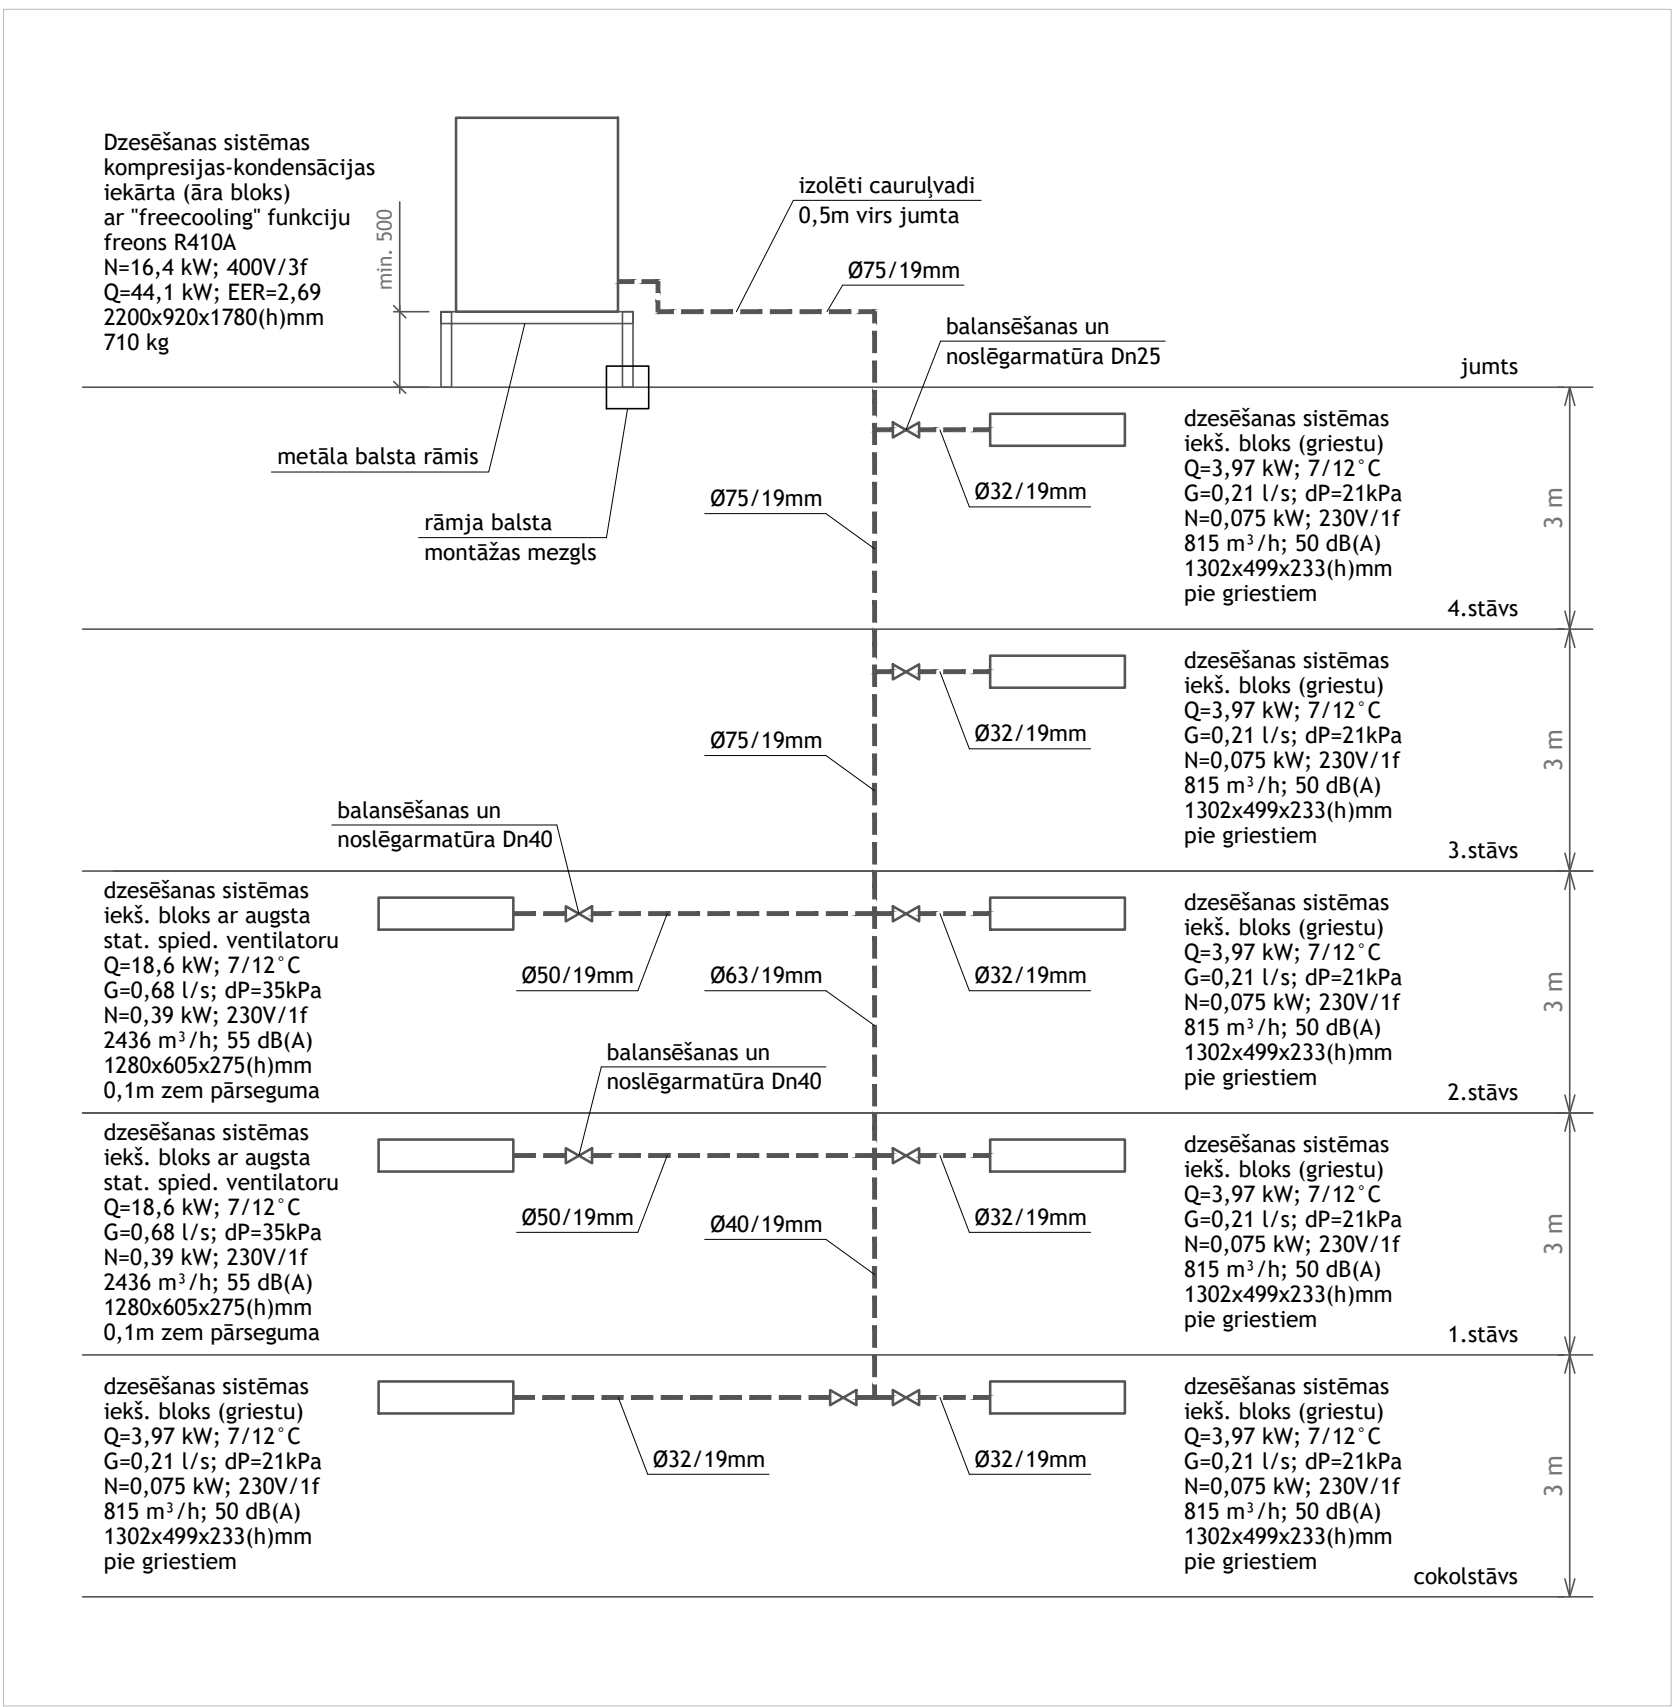 Dzesēšanas sistēmas
kompresijas-kondensācijas
iekārta (āra bloks)
ar "freecooling" funkciju
freons R410A
N=16,4 kW; 400V/3f
Q=44,1 kW; EER=2,69
2200x920x1780(h)mm
710 kg
min. 500
izolēti cauruļvadi
0,5m virs jumta
Ø75/19mm
balansēšanas un
noslēgarmatūra Dn25
jumts
metāla balsta rāmis
rāmja balsta
montāžas mezgls
Ø75/19mm
Ø32/19mm
dzesēšanas sistēmas
iekš. bloks (griestu)
Q=3,97 kW; 7/12°C
G=0,21 l/s; dP=21kPa
N=0,075 kW; 230V/1f
815 m³/h; 50 dB(A)
1302x499x233(h)mm
pie griestiem
4.stāvs
3 m
Ø75/19mm
Ø32/19mm
dzesēšanas sistēmas
iekš. bloks (griestu)
Q=3,97 kW; 7/12°C
G=0,21 l/s; dP=21kPa
N=0,075 kW; 230V/1f
815 m³/h; 50 dB(A)
1302x499x233(h)mm
pie griestiem
3.stāvs
3 m
balansēšanas un
noslēgarmatūra Dn40
dzesēšanas sistēmas
iekš. bloks ar augsta
stat. spied. ventilatoru
Q=18,6 kW; 7/12°C
G=0,68 l/s; dP=35kPa
N=0,39 kW; 230V/1f
2436 m³/h; 55 dB(A)
1280x605x275(h)mm
0,1m zem pārseguma
Ø50/19mm
Ø63/19mm
Ø32/19mm
dzesēšanas sistēmas
iekš. bloks (griestu)
Q=3,97 kW; 7/12°C
G=0,21 l/s; dP=21kPa
N=0,075 kW; 230V/1f
815 m³/h; 50 dB(A)
1302x499x233(h)mm
pie griestiem
2.stāvs
3 m
balansēšanas un
noslēgarmatūra Dn40
dzesēšanas sistēmas
iekš. bloks ar augsta
stat. spied. ventilatoru
Q=18,6 kW; 7/12°C
G=0,68 l/s; dP=35kPa
N=0,39 kW; 230V/1f
2436 m³/h; 55 dB(A)
1280x605x275(h)mm
0,1m zem pārseguma
Ø50/19mm
Ø40/19mm
Ø32/19mm
dzesēšanas sistēmas
iekš. bloks (griestu)
Q=3,97 kW; 7/12°C
G=0,21 l/s; dP=21kPa
N=0,075 kW; 230V/1f
815 m³/h; 50 dB(A)
1302x499x233(h)mm
pie griestiem
1.stāvs
3 m
dzesēšanas sistēmas
iekš. bloks (griestu)
Q=3,97 kW; 7/12°C
G=0,21 l/s; dP=21kPa
N=0,075 kW; 230V/1f
815 m³/h; 50 dB(A)
1302x499x233(h)mm
pie griestiem
Ø32/19mm
Ø32/19mm
dzesēšanas sistēmas
iekš. bloks (griestu)
Q=3,97 kW; 7/12°C
G=0,21 l/s; dP=21kPa
N=0,075 kW; 230V/1f
815 m³/h; 50 dB(A)
1302x499x233(h)mm
pie griestiem
cokolstāvs
3 m